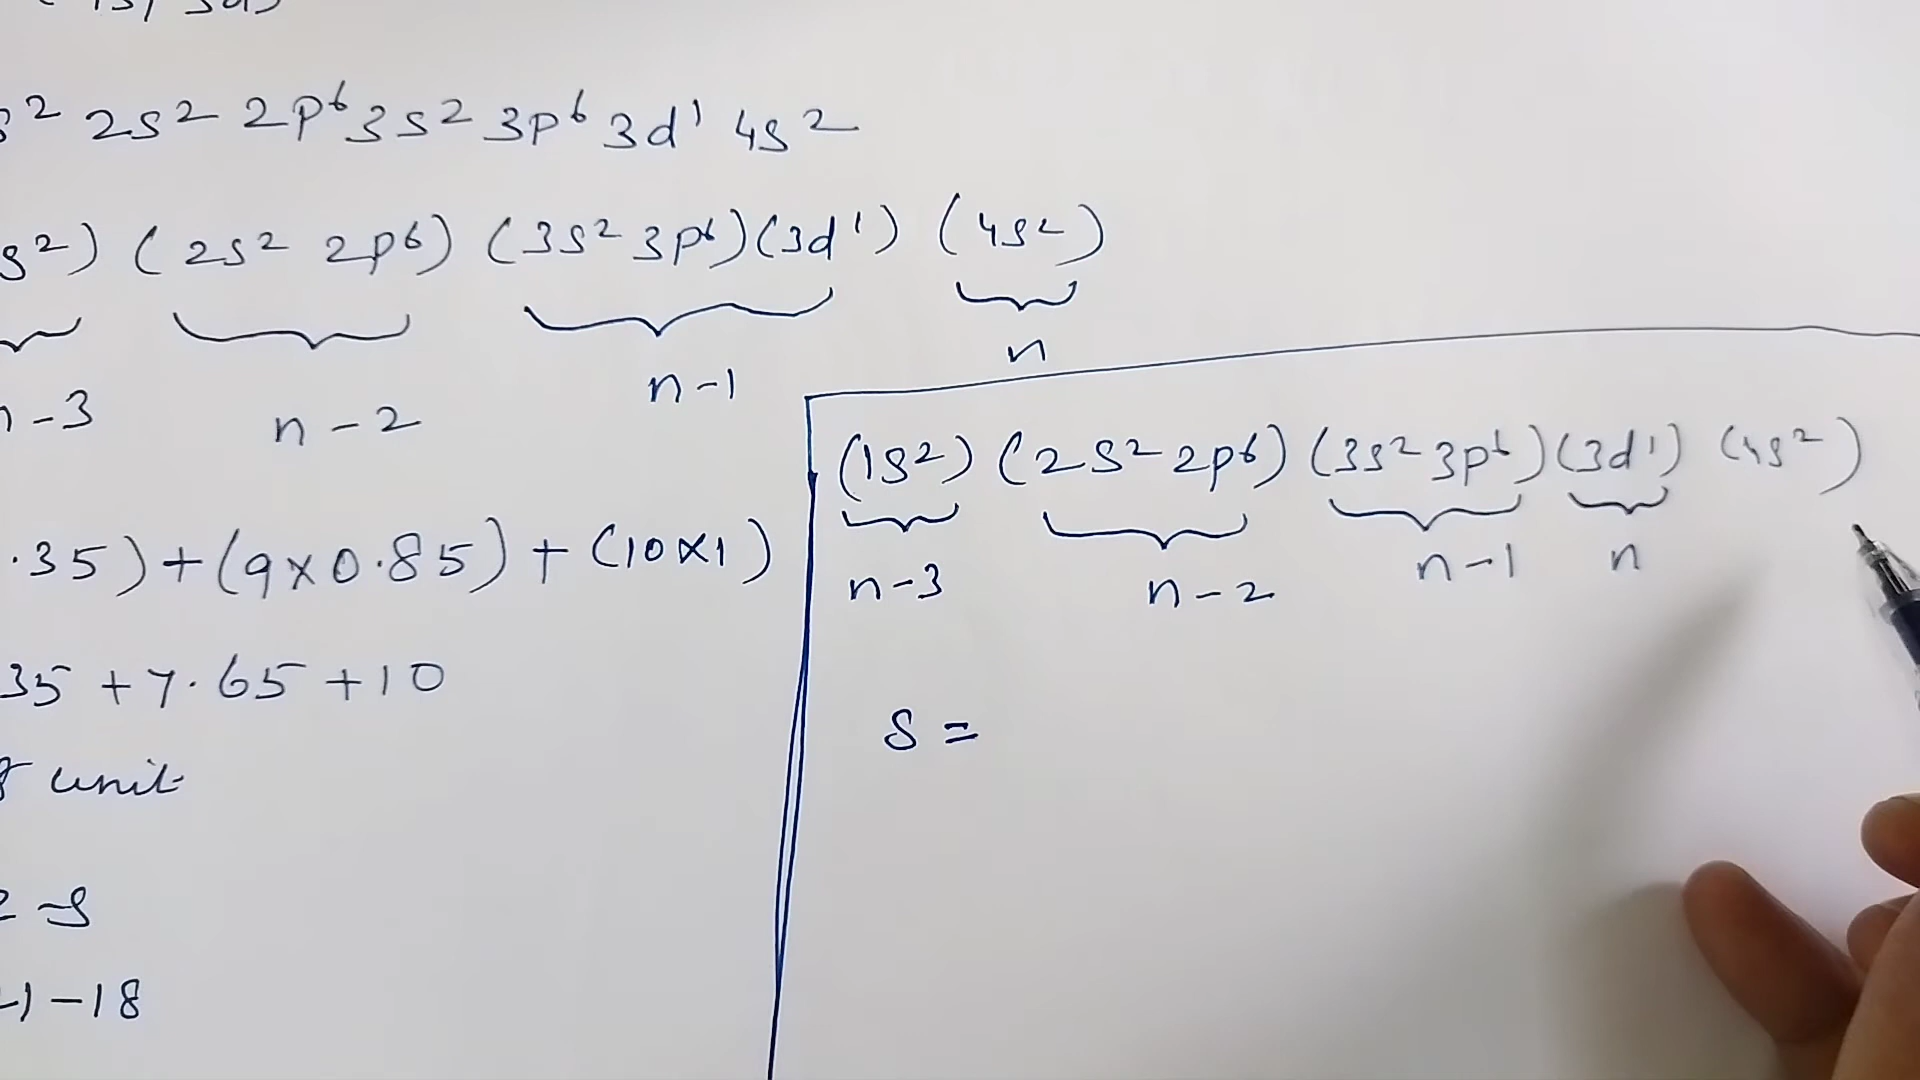 2s² 2p⁶ 3s² 3p⁶ 3d¹ 4s²
s²) (2s² 2p⁶) (3s² 3p⁶) (3d¹) (4s²)
n-3 n-2 n-1 n
.35) + (9×0.85) + (10×1)
35 + 7.65 + 10
unit
-S
-18
(1s²) (2s² 2p⁶) (3s² 3p⁶) (3d¹) (4s²)
n-3 n-2 n-1 n
S =